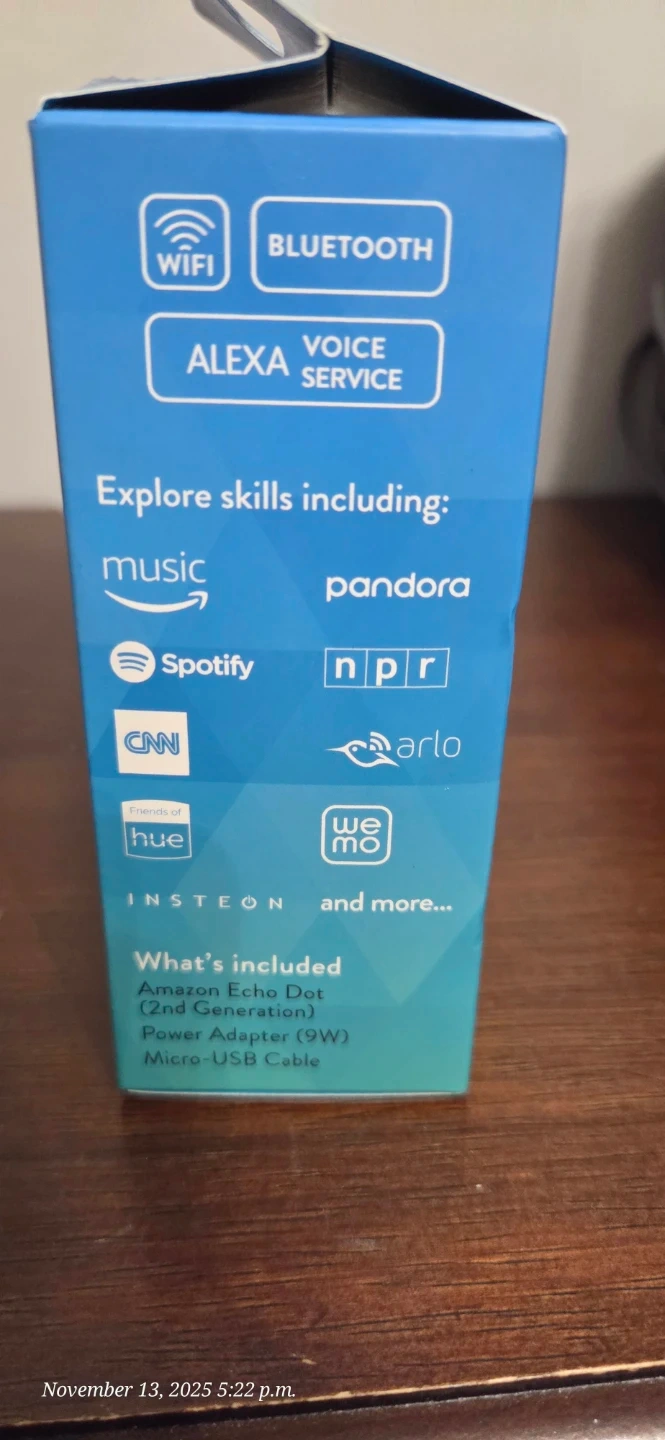 WIFI BLUETOOTH
ALEXA VOICE SERVICE
Explore skills including:
music pandora
Spotify npr
CNN arlo
Friends of
hue
we
mo
INSTEON and more...
What's included
Amazon Echo Dot
(2nd Generation)
Power Adapter (9W)
Micro-USB Cable
November 13, 2025 5:22 p.m.